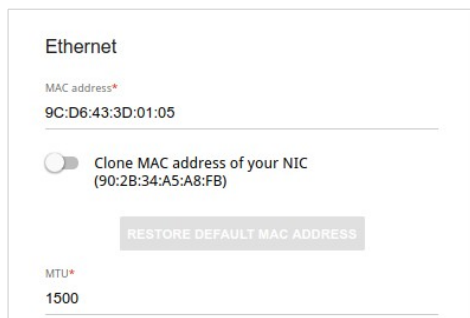 Ethernet
MAC address*
9C:D6:43:3D:01:05
Clone MAC address of your NIC
(90:2B:34:A5:A8:FB)
RESTORE DEFAULT MAC ADDRESS
MTU*
1500